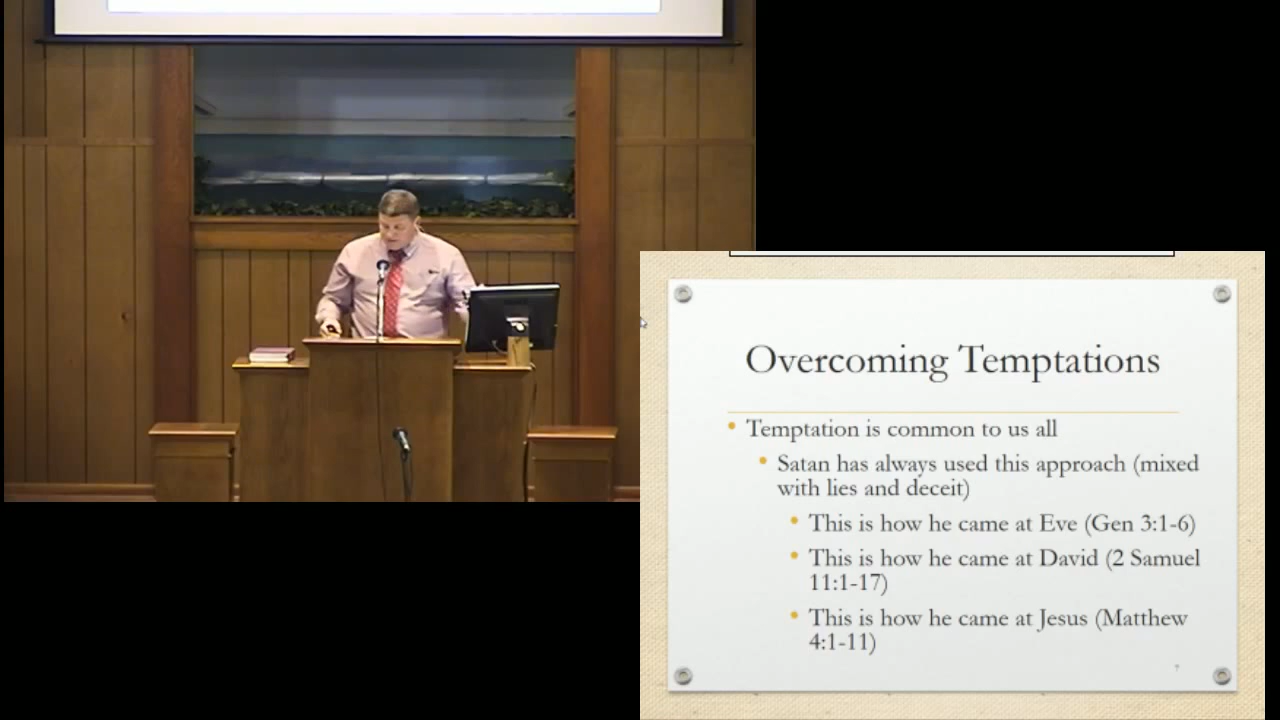 Overcoming Temptations
• Temptation is common to us all
• Satan has always used this approach (mixed
with lies and deceit)
• This is how he came at Eve (Gen 3:1-6)
• This is how he came at David (2 Samuel
11:1-17)
• This is how he came at Jesus (Matthew
4:1-11)